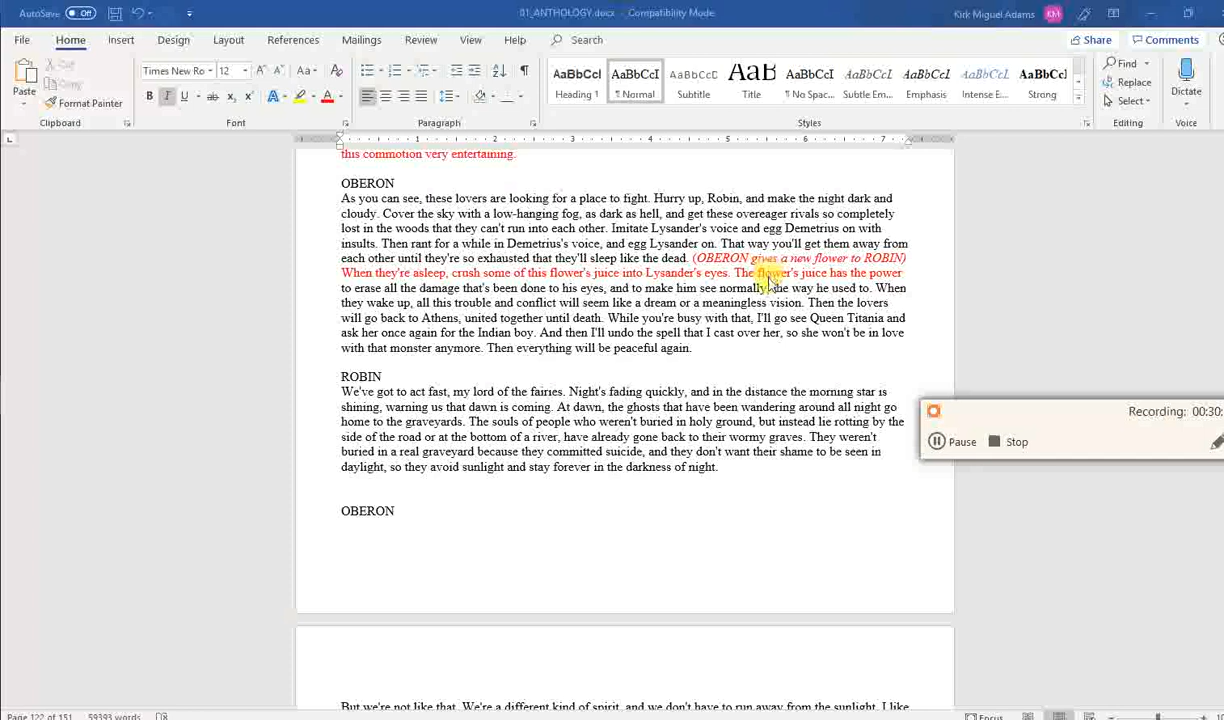 AutoSave Off 01_ANTHOLOGY.docx - Compatibility Mode Kirk Miguel Adams KM
File Home Insert Design Layout References Mailings Review View Help Search Share Comments
Paste Cut Copy Format Painter
Clipboard
Times New Ro 12
Font
Paragraph
AaBbCcI AaBbCcI AaBbCcI AaB AaBbCcI AaBbCcI AaBbCcI AaBbCcI AaBbCcI
Heading 1 ¶ Normal Subtitle Title ¶ No Spac... Subtle Em... Emphasis Intense E... Strong
Styles
Find
Replace
Select
Editing
Dictate
Voice
1 2 3 4 5 6 7
this commotion very entertaining.
OBERON
As you can see, these lovers are looking for a place to fight. Hurry up, Robin, and make the night dark and
cloudy. Cover the sky with a low-hanging fog, as dark as hell, and get these overeager rivals so completely
lost in the woods that they can't run into each other. Imitate Lysander's voice and egg Demetrius on with
insults. Then rant for a while in Demetrius's voice, and egg Lysander on. That way you'll get them away from
each other until they're so exhausted that they'll sleep like the dead. (OBERON gives a new flower to ROBIN)
When they're asleep, crush some of this flower's juice into Lysander's eyes. The flower's juice has the power
to erase all the damage that's been done to his eyes, and to make him see normally, the way he used to. When
they wake up, all this trouble and conflict will seem like a dream or a meaningless vision. Then the lovers
will go back to Athens, united together until death. While you're busy with that, I'll go see Queen Titania and
ask her once again for the Indian boy. And then I'll undo the spell that I cast over her, so she won't be in love
with that monster anymore. Then everything will be peaceful again.
ROBIN
We've got to act fast, my lord of the fairies. Night's fading quickly, and in the distance the morning star is
shining, warning us that dawn is coming. At dawn, the ghosts that have been wandering around all night go
home to the graveyards. The souls of people who weren't buried in holy ground, but instead lie rotting by the
side of the road or at the bottom of a river, have already gone back to their wormy graves. They weren't
buried in a real graveyard because they committed suicide, and they don't want their shame to be seen in
daylight, so they avoid sunlight and stay forever in the darkness of night.
OBERON
Recording: 00:30:
Pause Stop
But we're not like that. We're a different kind of spirit, and we don't have to run away from the sunlight. I like
Page 122 of 151 59393 words Focus